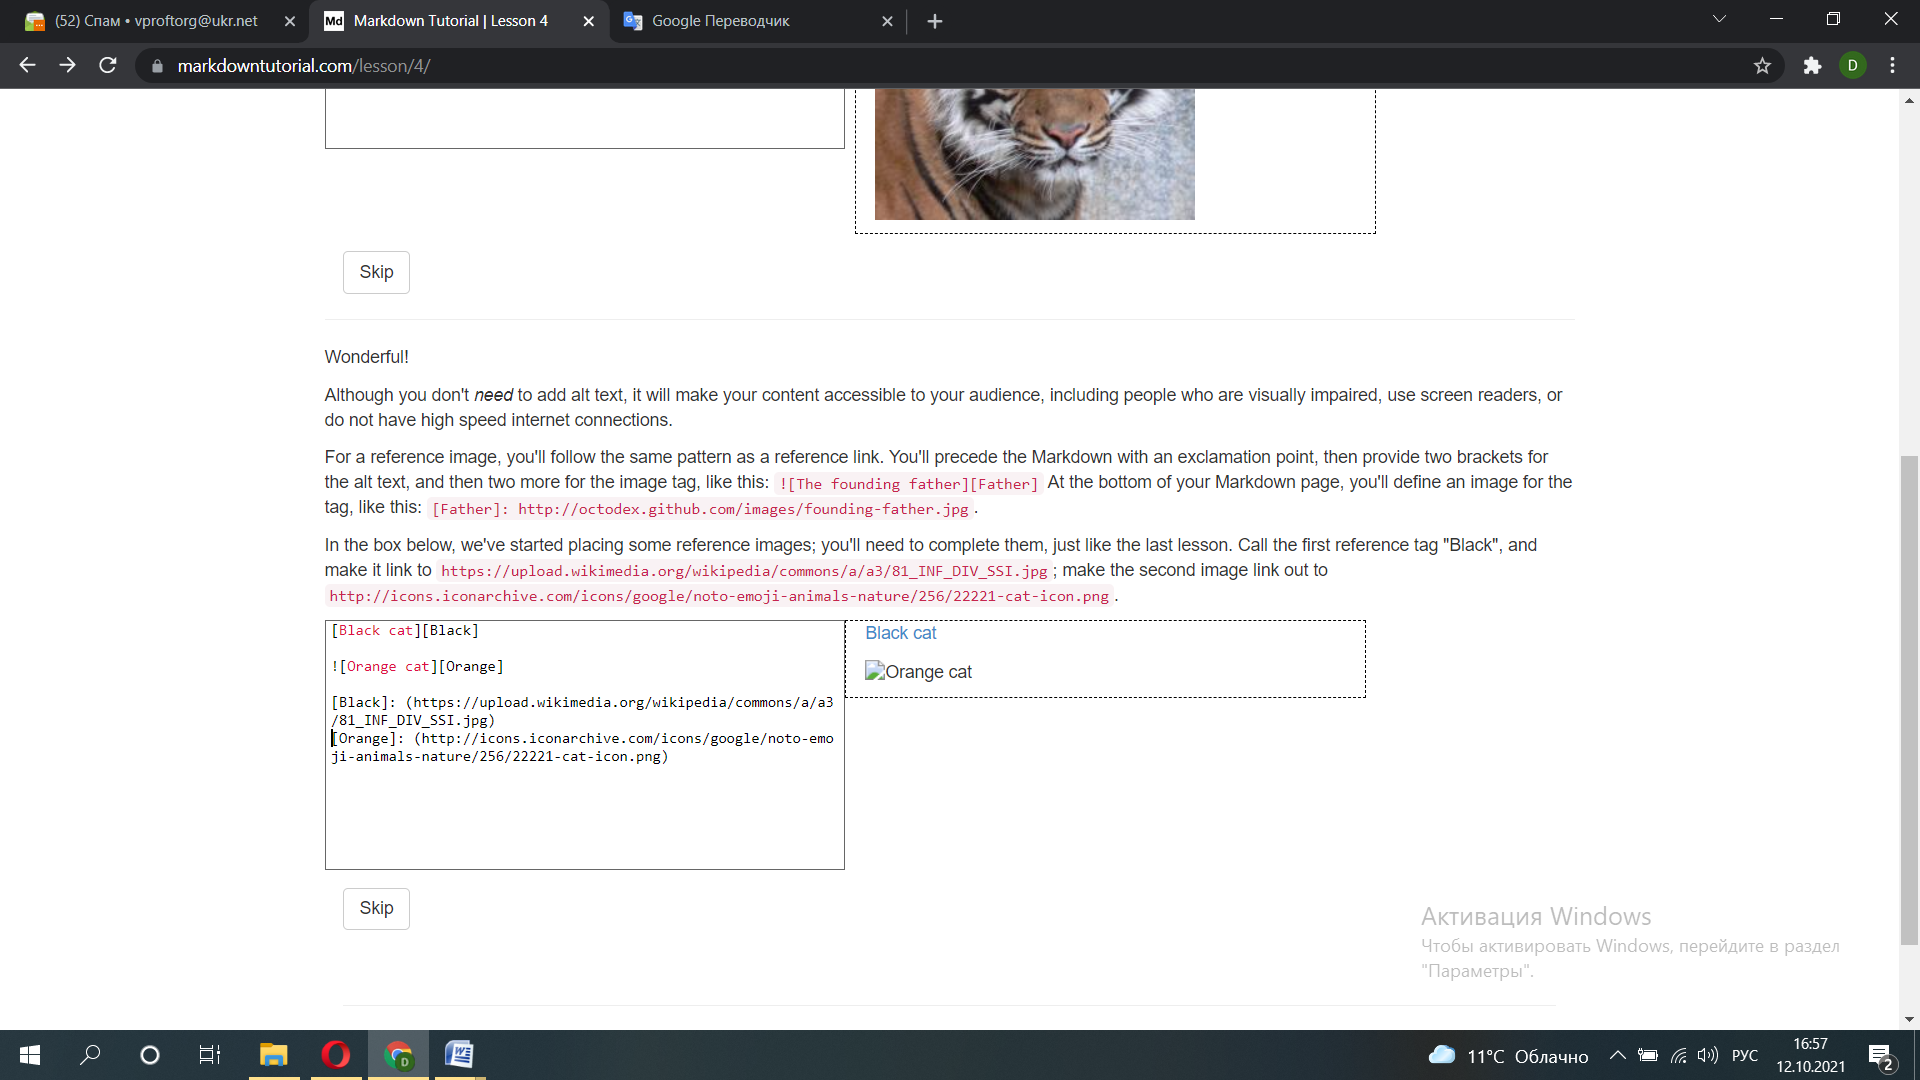 (52) Спам • vproftorg@ukr.net
Md Markdown Tutorial | Lesson 4
Google Переводчик
markdowntutorial.com/lesson/4/
D
Skip
Wonderful!
Although you don't need to add alt text, it will make your content accessible to your audience, including people who are visually impaired, use screen readers, or
do not have high speed internet connections.
For a reference image, you'll follow the same pattern as a reference link. You'll precede the Markdown with an exclamation point, then provide two brackets for
the alt text, and then two more for the image tag, like this: ![The founding father][Father] At the bottom of your Markdown page, you'll define an image for the
tag, like this: [Father]: http://octodex.github.com/images/founding-father.jpg.
In the box below, we've started placing some reference images; you'll need to complete them, just like the last lesson. Call the first reference tag "Black", and
make it link to https://upload.wikimedia.org/wikipedia/commons/a/a3/81_INF_DIV_SSI.jpg; make the second image link out to
http://icons.iconarchive.com/icons/google/noto-emoji-animals-nature/256/22221-cat-icon.png.
[Black cat][Black]
![Orange cat][Orange]
[Black]: (https://upload.wikimedia.org/wikipedia/commons/a/a3
/81_INF_DIV_SSI.jpg)
[Orange]: (http://icons.iconarchive.com/icons/google/noto-emo
ji-animals-nature/256/22221-cat-icon.png)
Black cat
Orange cat
Skip
Активация Windows
Чтобы активировать Windows, перейдите в раздел
"Параметры".
D
W
11°C Облачно
РУС
16:57
12.10.2021
2